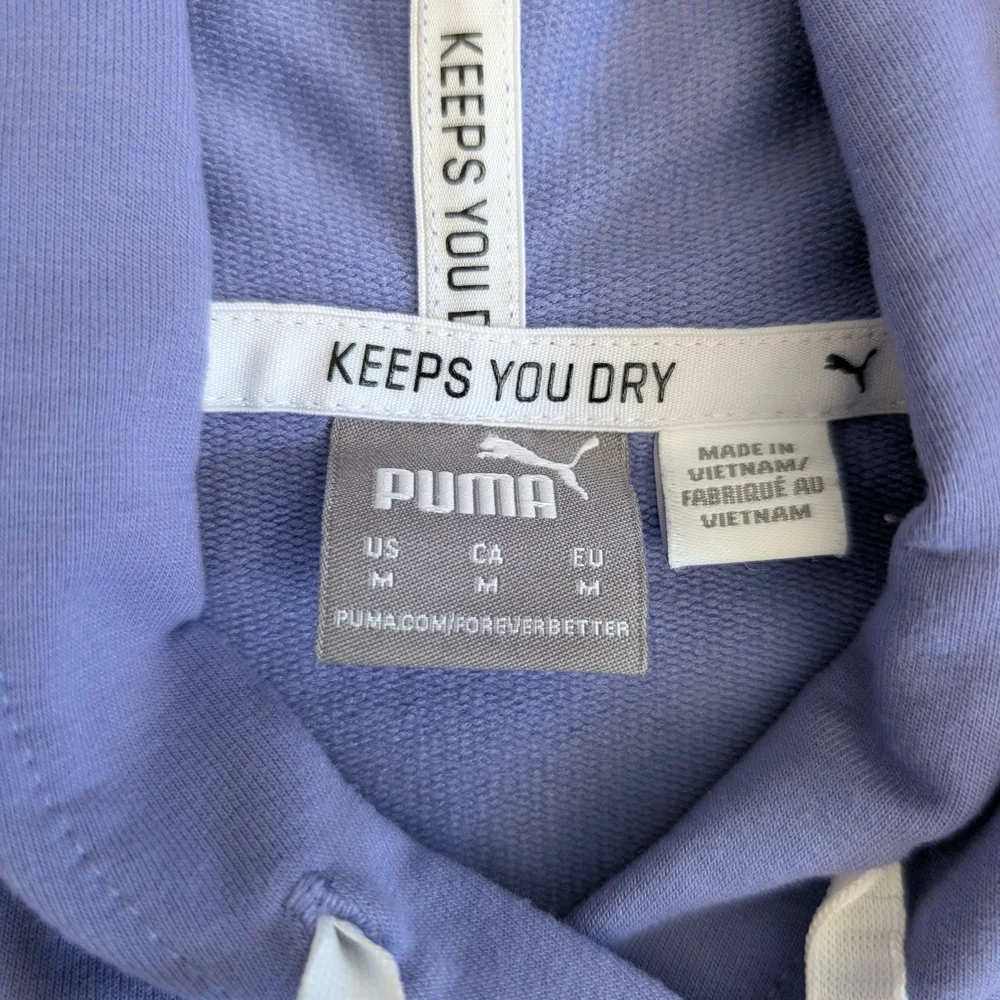 KEEPS YOU D
KEEPS YOU DRY
PUMA
US CA EU
M M M
PUMA.COM/FOREVERBETTER
MADE IN
VIETNAM/
FABRIQUÉ AU
VIETNAM